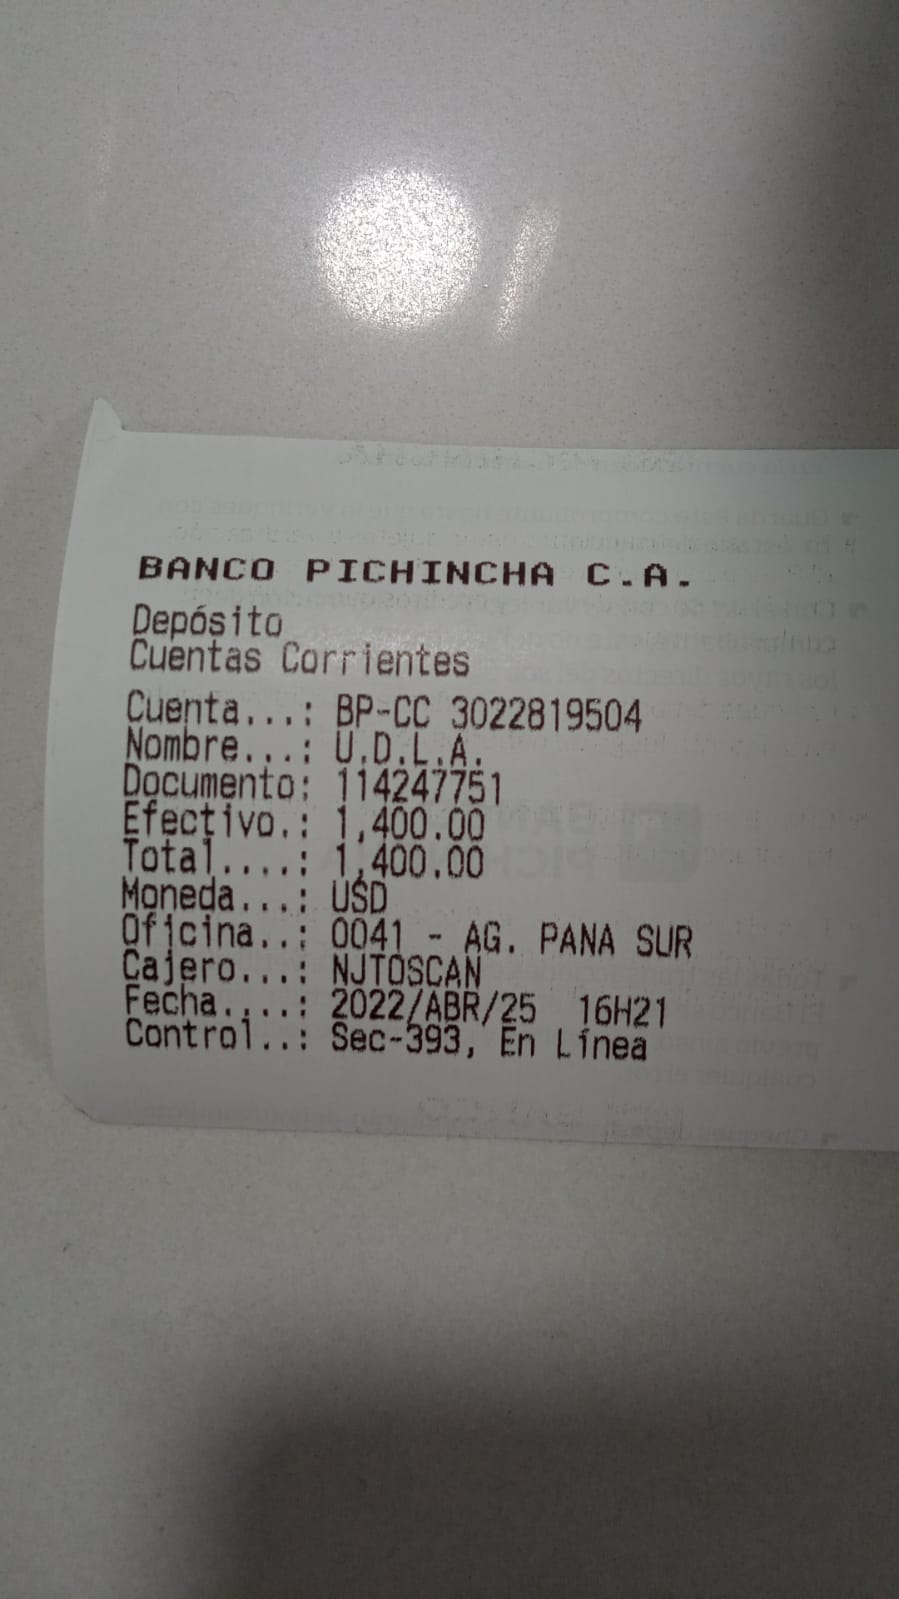 BANCO PICHINCHA C.A.
Depósito
Cuentas Corrientes
Cuenta...: BP-CC 3022819504
Nombre...: U.D.L.A.
Documento: 114247751
Efectivo.: 1,400.00
Total....: 1,400.00
Moneda...: USD
Oficina..: 0041 - AG. PANA SUR
Cajero...: NJTOSCAN
Fecha....: 2022/ABR/25 16H21
Control..: Sec-393, En Línea